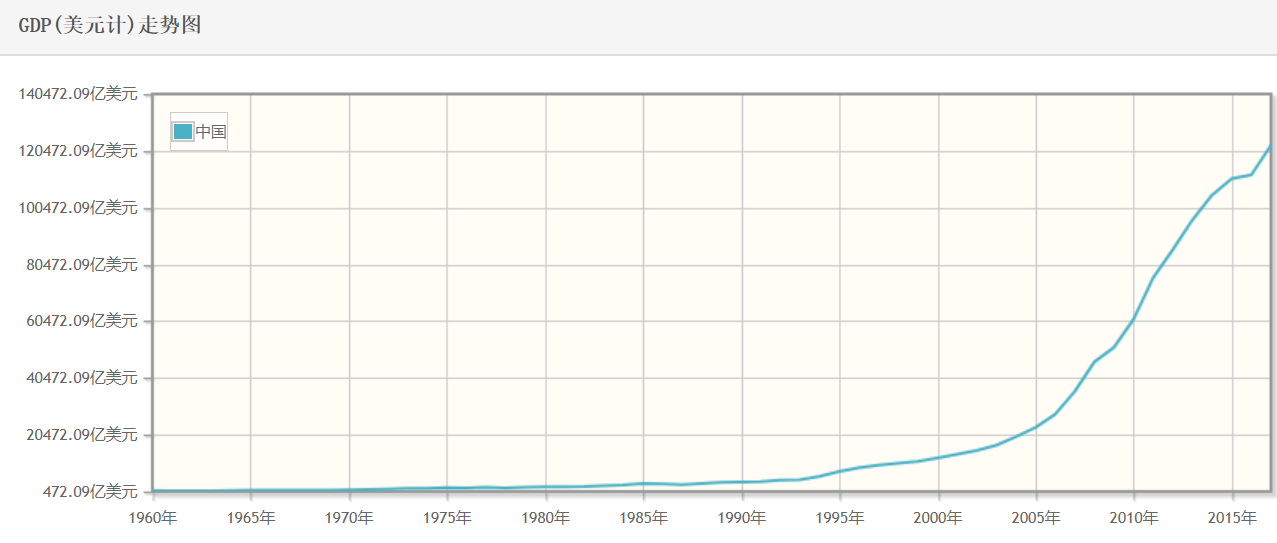 GDP(美元计)走势图
140472.09亿美元
中国
120472.09亿美元
100472.09亿美元
80472.09亿美元
60472.09亿美元
40472.09亿美元
20472.09亿美元
472.09亿美元
1960年 1965年 1970年 1975年 1980年 1985年 1990年 1995年 2000年 2005年 2010年 2015年